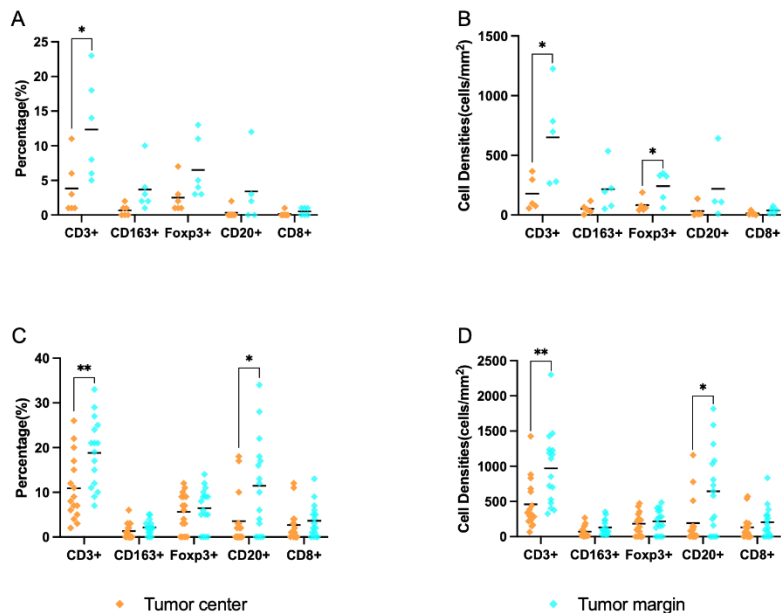 A
Percentage(%)
25
20
15
10
5
0
*
CD3+ CD163+ Foxp3+ CD20+ CD8+
B
Cell Densities(cells/mm²)
1500
1000
500
0
*
*
CD3+ CD163+ Foxp3+ CD20+ CD8+
C
Percentage(%)
40
30
20
10
0
**
*
CD3+ CD163+ Foxp3+ CD20+ CD8+
D
Cell Densities(cells/mm²)
2500
2000
1500
1000
500
0
**
*
CD3+ CD163+ Foxp3+ CD20+ CD8+
Tumor center Tumor margin